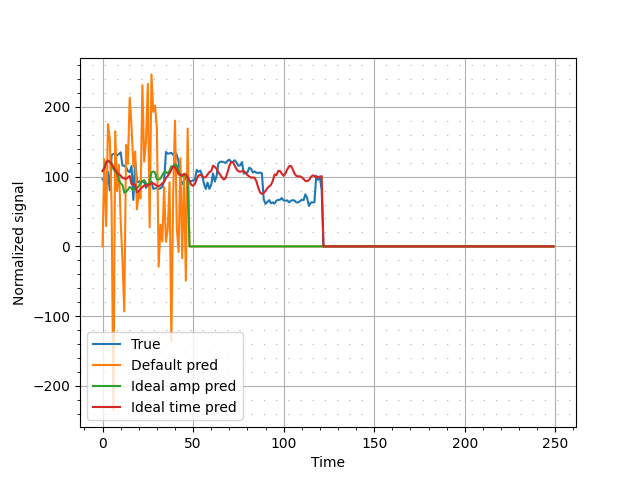 200
100
0
−100
−200
Normalized signal
True
Default pred
Ideal amp pred
Ideal time pred
0
50
100
150
200
250
Time